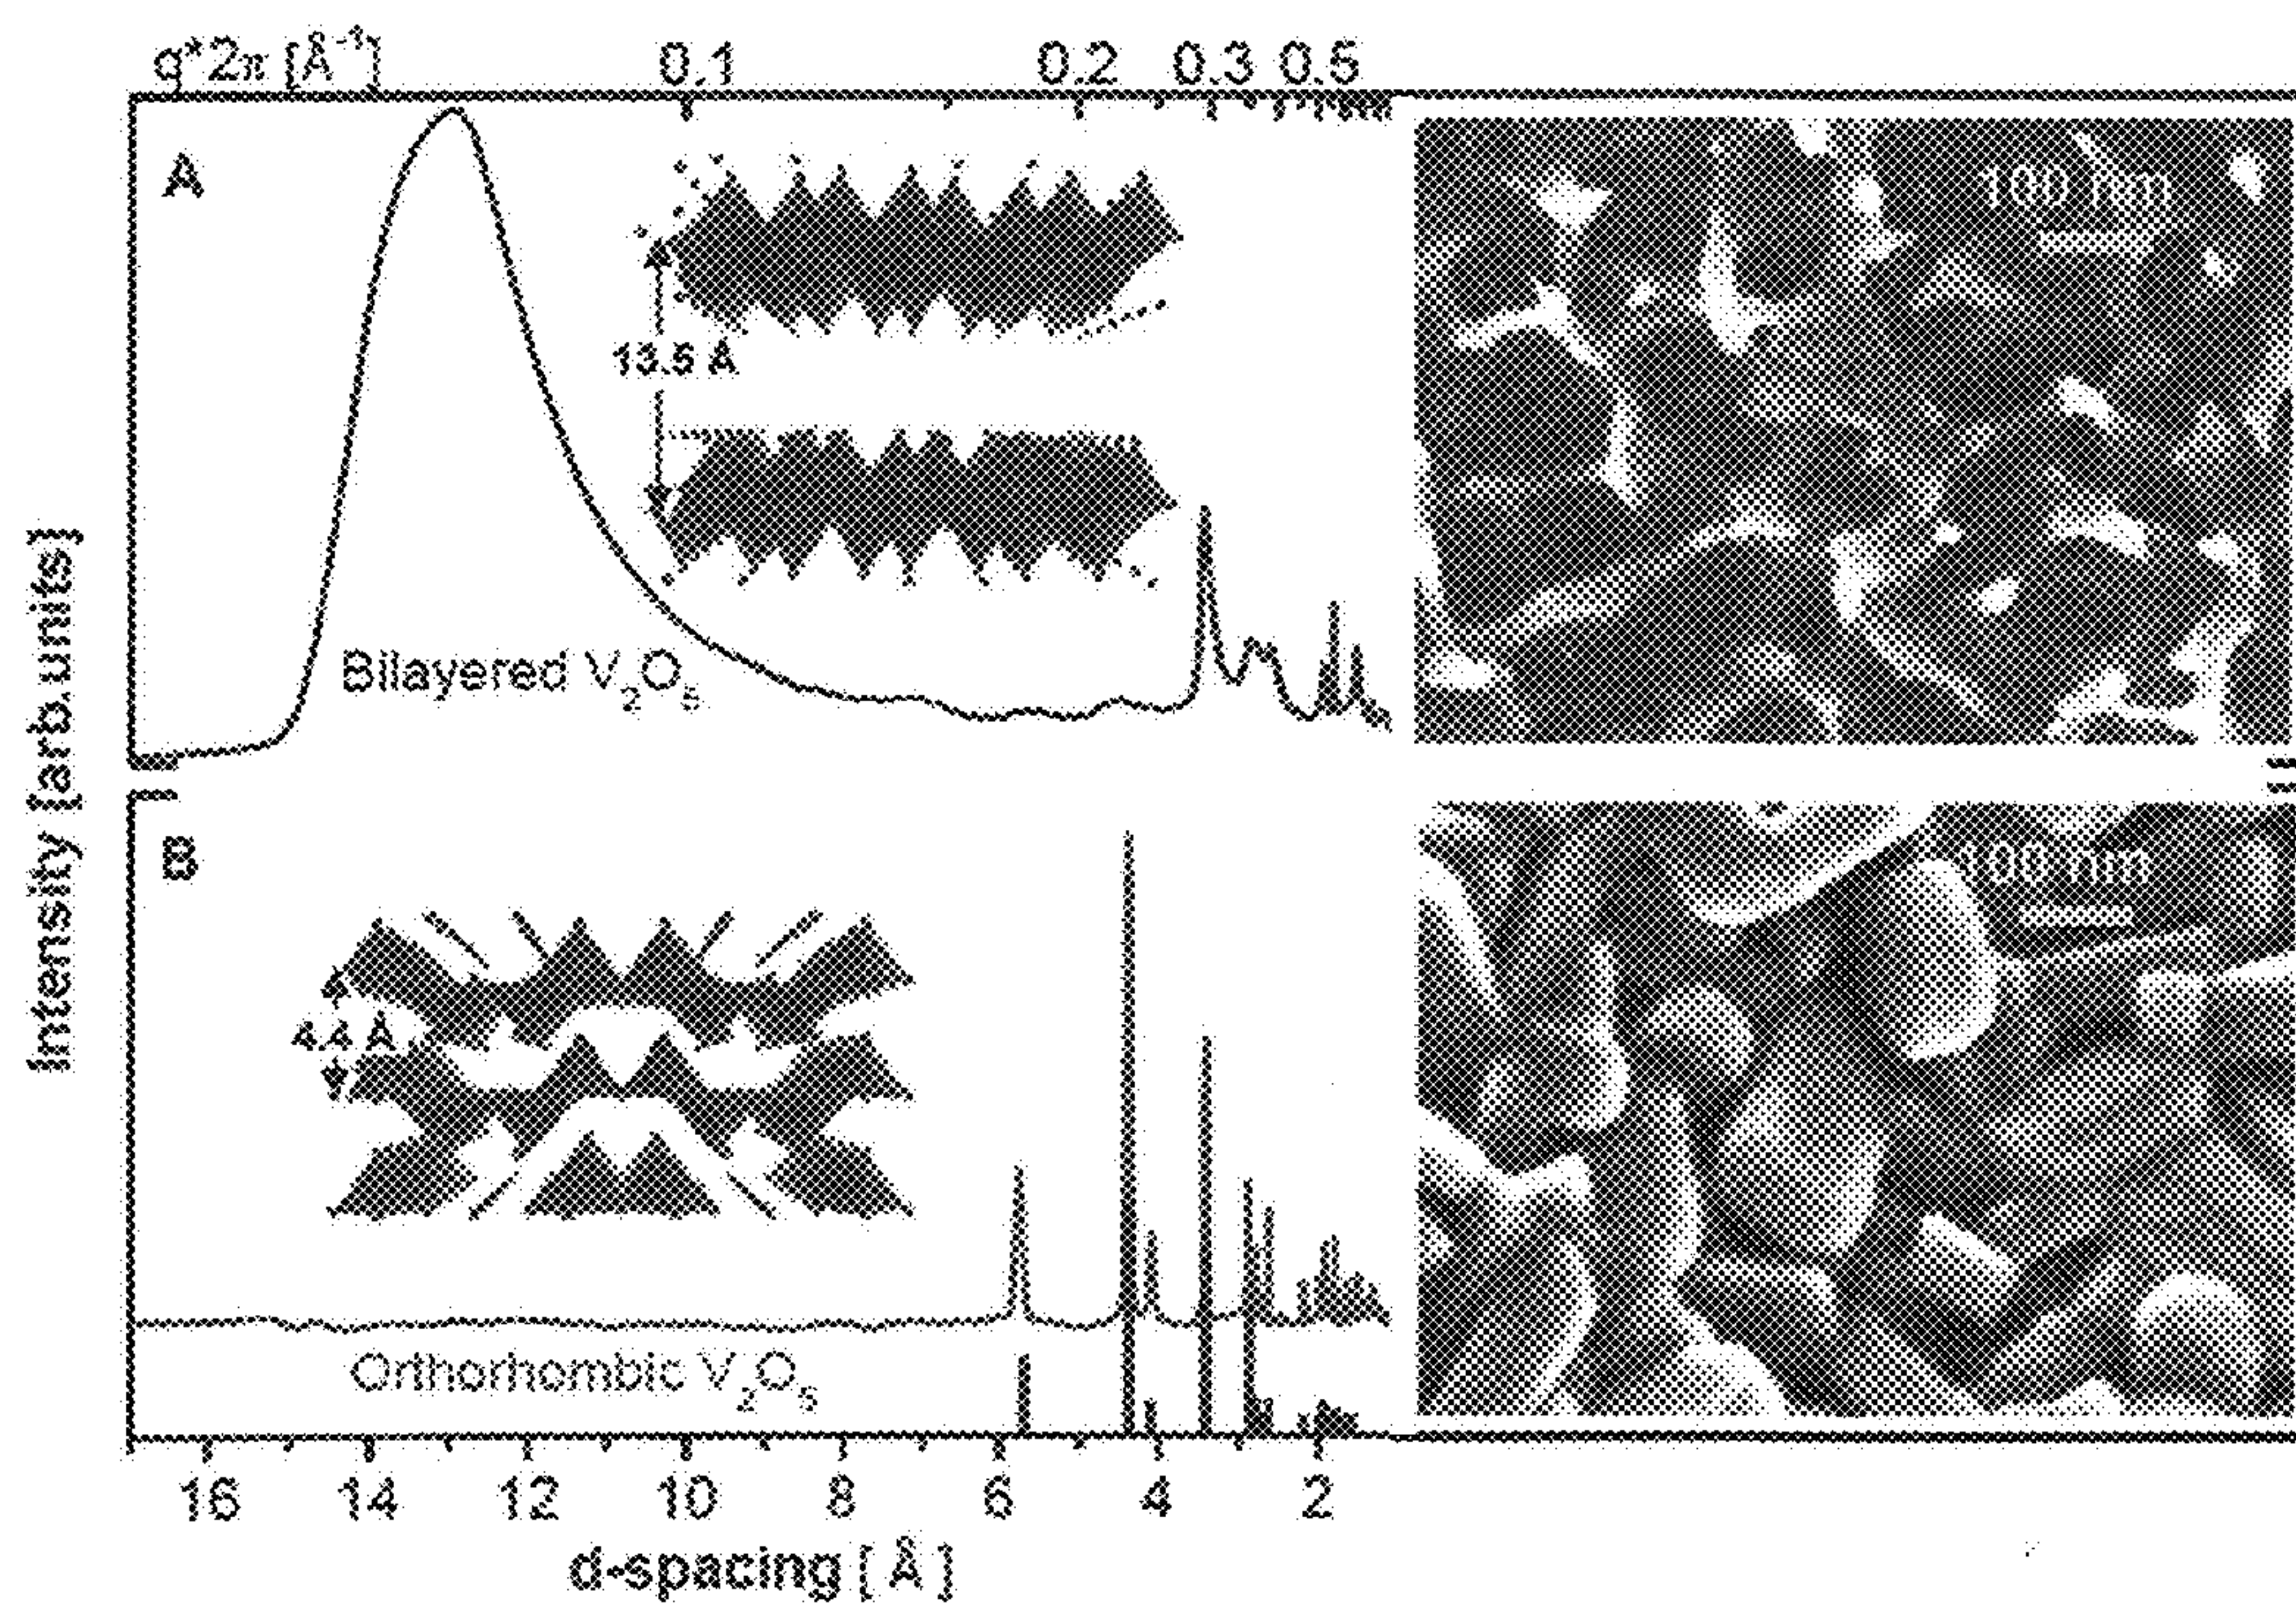 q*2π [Å⁻¹] 0.1 0.2 0.3 0.5
A
100 nm
13.5 Å
Bilayered V₂O₅
Intensity [arb.units]
B
100 nm
4.4 Å
Orthorhombic V₂O₅
16 14 12 10 8 6 4 2
d-spacing [Å]